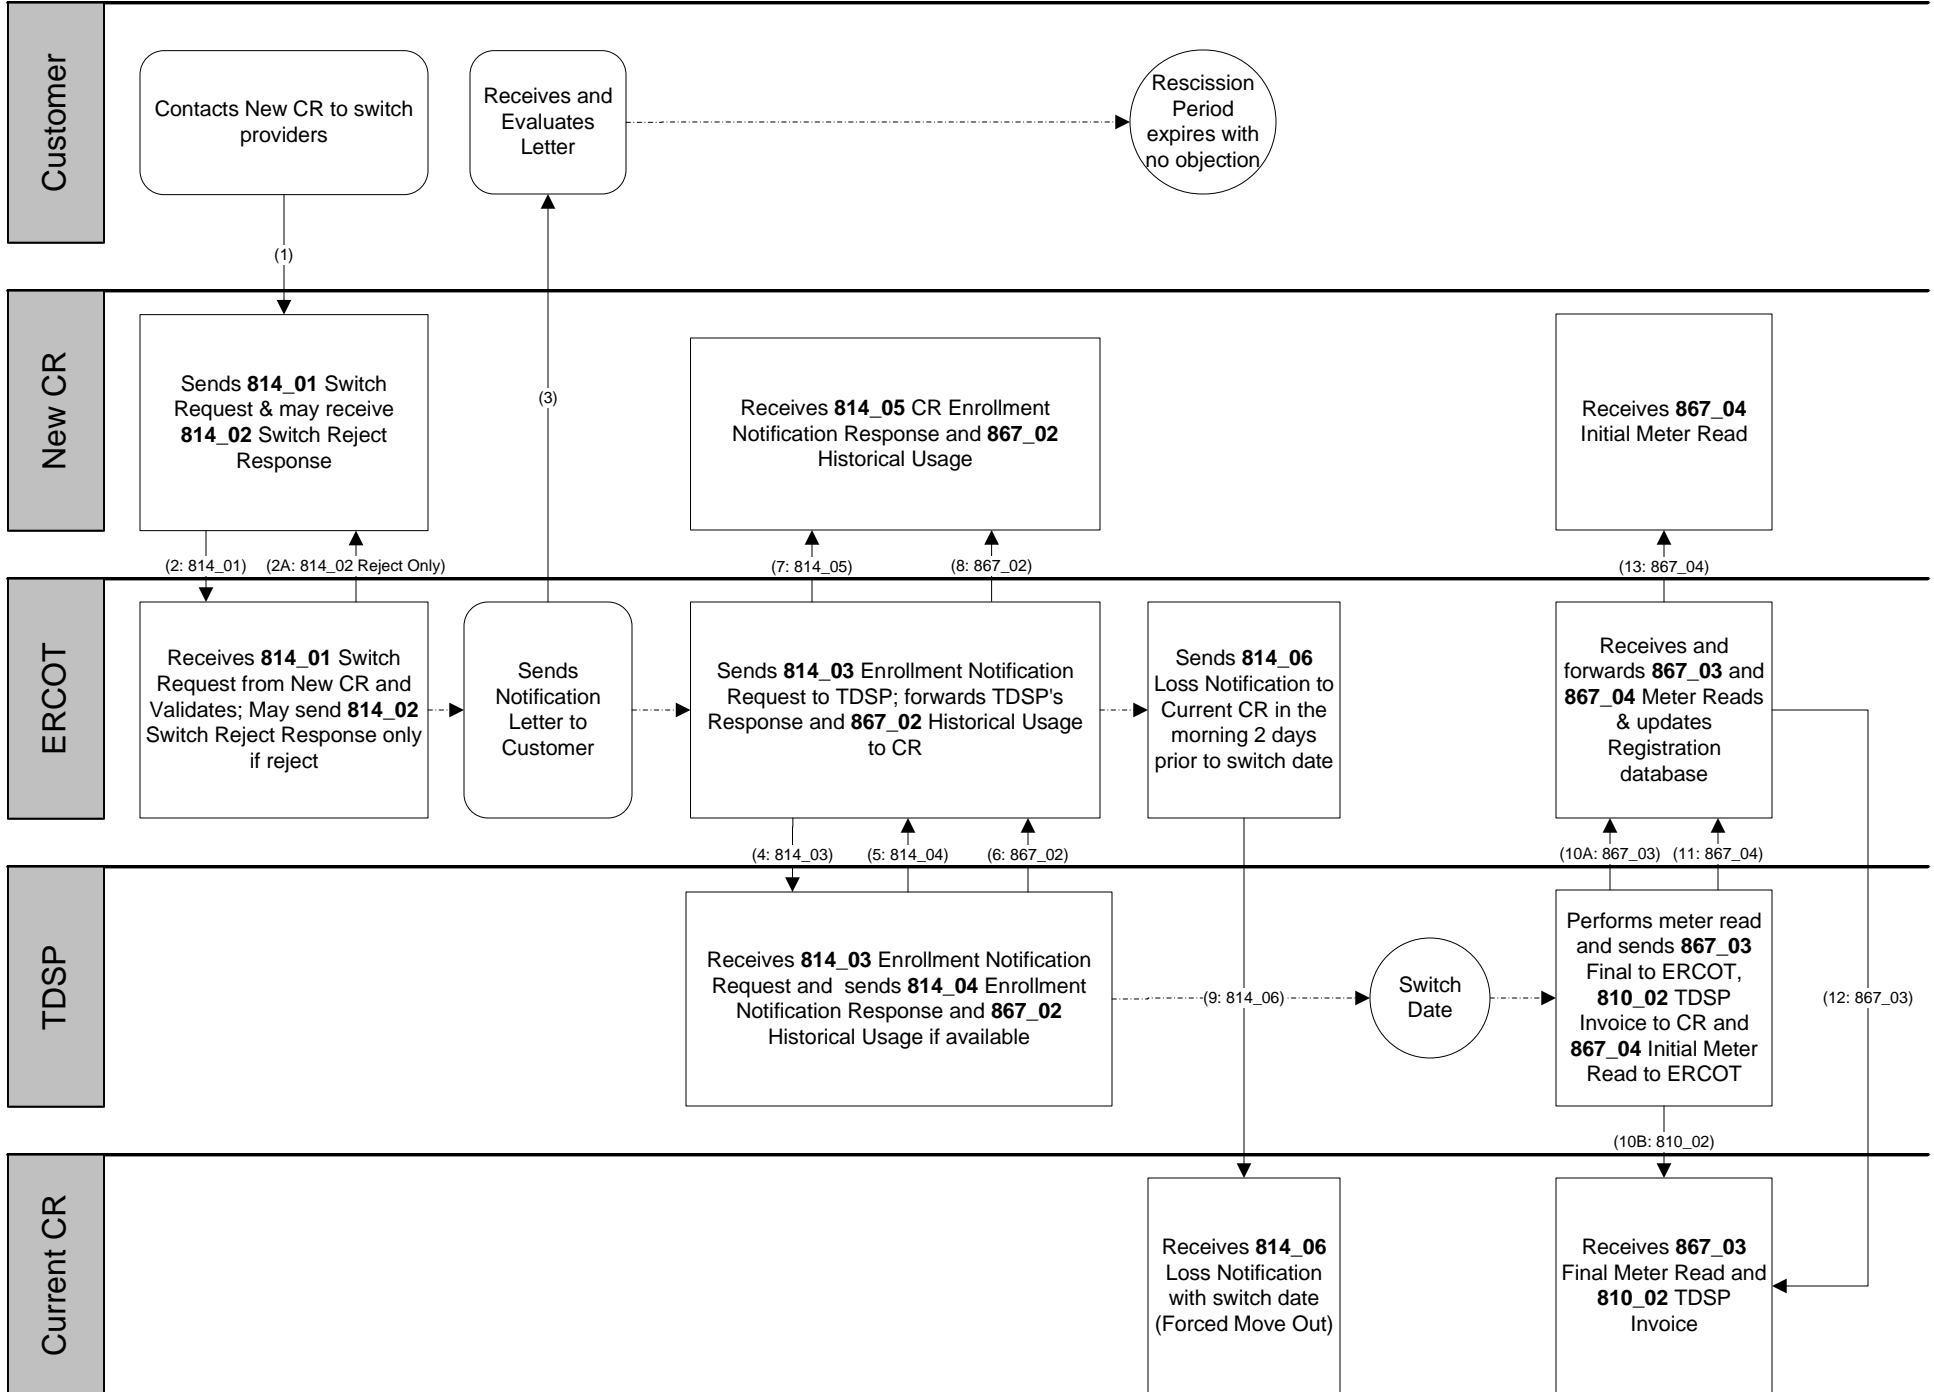 Customer
Contacts New CR to switch
providers
Receives and
Evaluates
Letter
Rescission
Period
expires with
no objection
(1)
(3)
New CR
Sends 814_01 Switch
Request & may receive
814_02 Switch Reject
Response
Receives 814_05 CR Enrollment
Notification Response and 867_02
Historical Usage
Receives 867_04
Initial Meter Read
(2: 814_01)
(2A: 814_02 Reject Only)
(7: 814_05)
(8: 867_02)
(13: 867_04)
ERCOT
Receives 814_01 Switch
Request from New CR and
Validates; May send 814_02
Switch Reject Response only
if reject
Sends
Notification
Letter to
Customer
Sends 814_03 Enrollment Notification
Request to TDSP; forwards TDSP's
Response and 867_02 Historical Usage
to CR
Sends 814_06
Loss Notification to
Current CR in the
morning 2 days
prior to switch date
Receives and
forwards 867_03 and
867_04 Meter Reads
& updates
Registration
database
(4: 814_03)
(5: 814_04)
(6: 867_02)
(10A: 867_03)
(11: 867_04)
TDSP
Receives 814_03 Enrollment Notification
Request and  sends 814_04 Enrollment
Notification Response and 867_02
Historical Usage if available
(9: 814_06)
Switch
Date
Performs meter read
and sends 867_03
Final to ERCOT,
810_02 TDSP
Invoice to CR and
867_04 Initial Meter
Read to ERCOT
(12: 867_03)
(10B: 810_02)
Current CR
Receives 814_06
Loss Notification
with switch date
(Forced Move Out)
Receives 867_03
Final Meter Read and
810_02 TDSP
Invoice